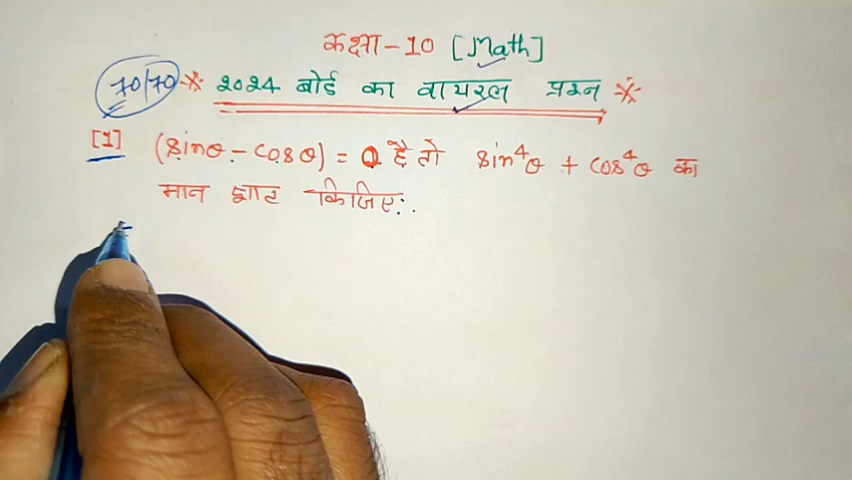 कक्षा - 10 [Math]
70/70 * 2024 बोर्ड का वायरल प्रश्न *
[1] (sinθ - cosθ) = 0 है तो sin⁴θ + cos⁴θ का
मान ज्ञात किजिए:.